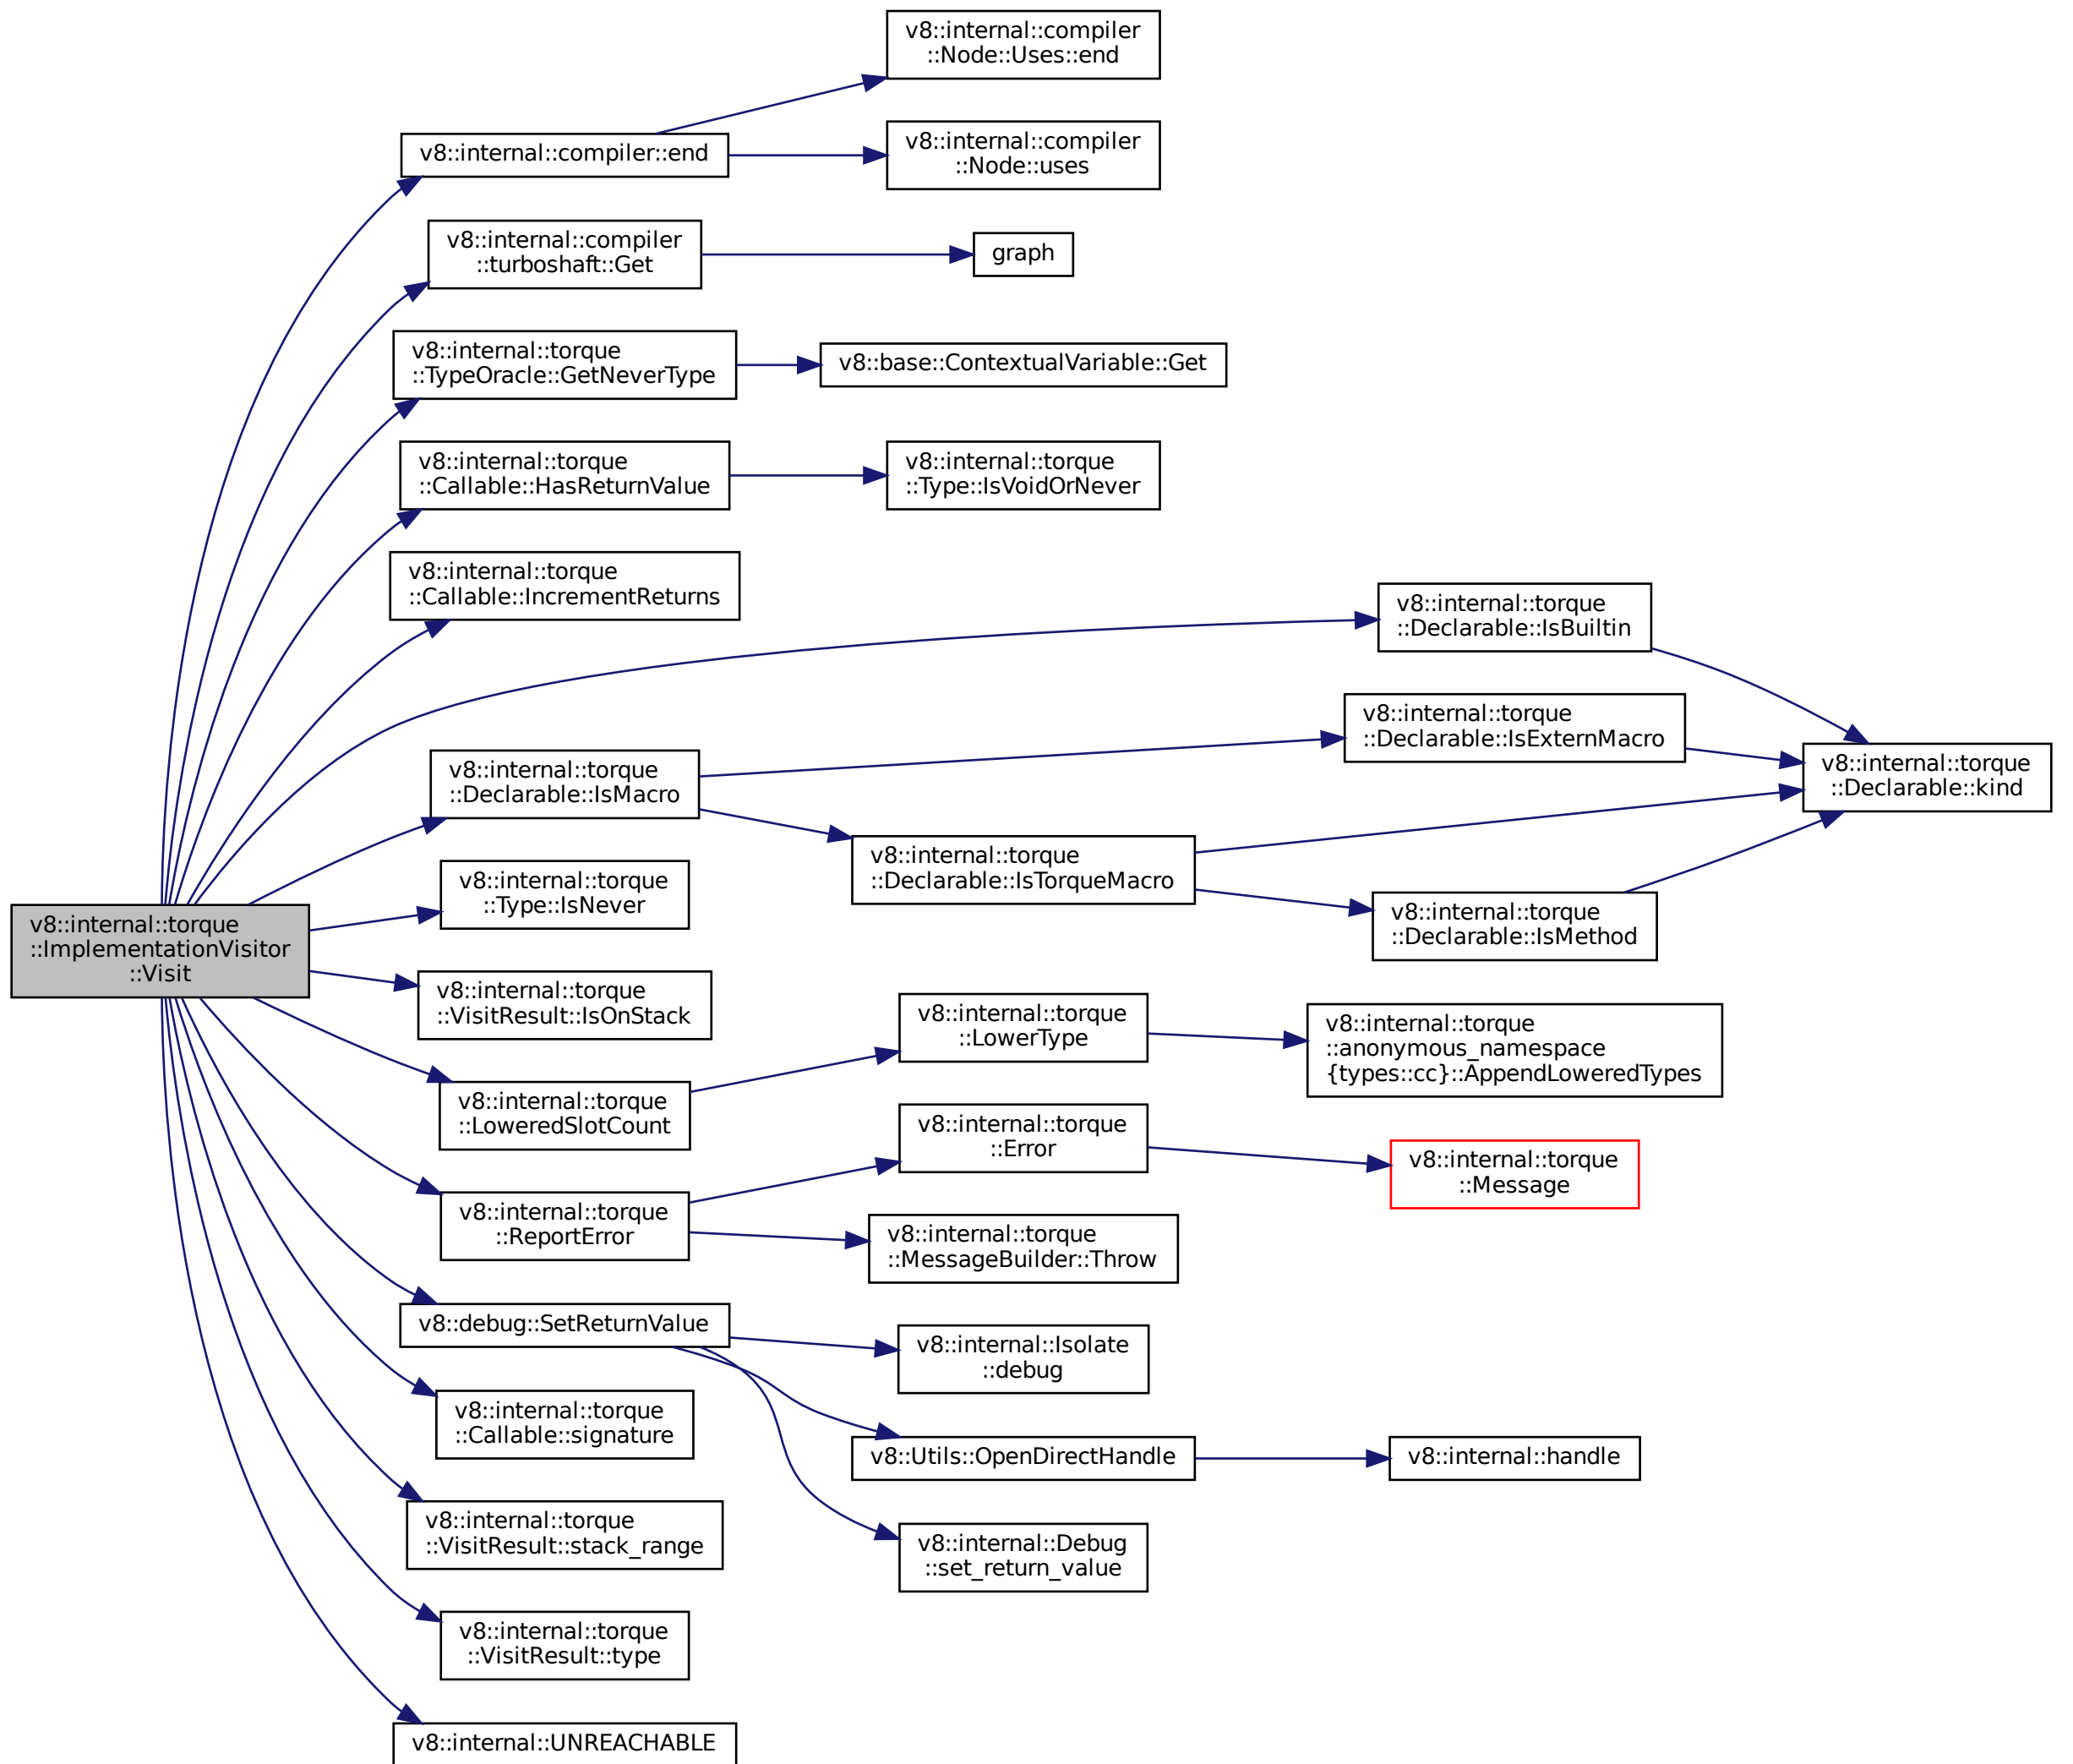 v8::internal::compiler
::Node::Uses::end
v8::internal::compiler::end
v8::internal::compiler
::Node::uses
v8::internal::compiler
::turboshaft::Get
graph
v8::internal::torque
::TypeOracle::GetNeverType
v8::base::ContextualVariable::Get
v8::internal::torque
::Callable::HasReturnValue
v8::internal::torque
::Type::IsVoidOrNever
v8::internal::torque
::Callable::IncrementReturns
v8::internal::torque
::Declarable::IsBuiltin
v8::internal::torque
::Declarable::IsExternMacro
v8::internal::torque
::Declarable::IsMacro
v8::internal::torque
::Declarable::kind
v8::internal::torque
::Declarable::IsTorqueMacro
v8::internal::torque
::Type::IsNever
v8::internal::torque
::Declarable::IsMethod
v8::internal::torque
::ImplementationVisitor
::Visit
v8::internal::torque
::VisitResult::IsOnStack
v8::internal::torque
::LowerType
v8::internal::torque
::anonymous_namespace
{types::cc}::AppendLoweredTypes
v8::internal::torque
::LoweredSlotCount
v8::internal::torque
::Error
v8::internal::torque
::Message
v8::internal::torque
::ReportError
v8::internal::torque
::MessageBuilder::Throw
v8::debug::SetReturnValue
v8::internal::Isolate
::debug
v8::internal::torque
::Callable::signature
v8::Utils::OpenDirectHandle
v8::internal::handle
v8::internal::torque
::VisitResult::stack_range
v8::internal::Debug
::set_return_value
v8::internal::torque
::VisitResult::type
v8::internal::UNREACHABLE